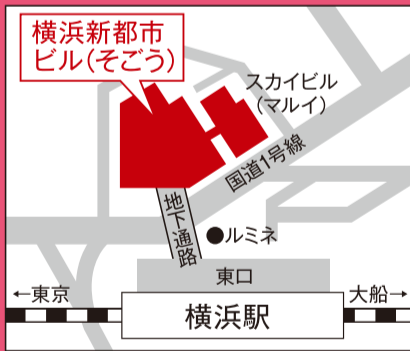 横浜新都市
ビル(そごう)
スカイビル
(マルイ)
国道1号線
地下通路
●ルミネ
東口
←東京
大船→
横浜駅